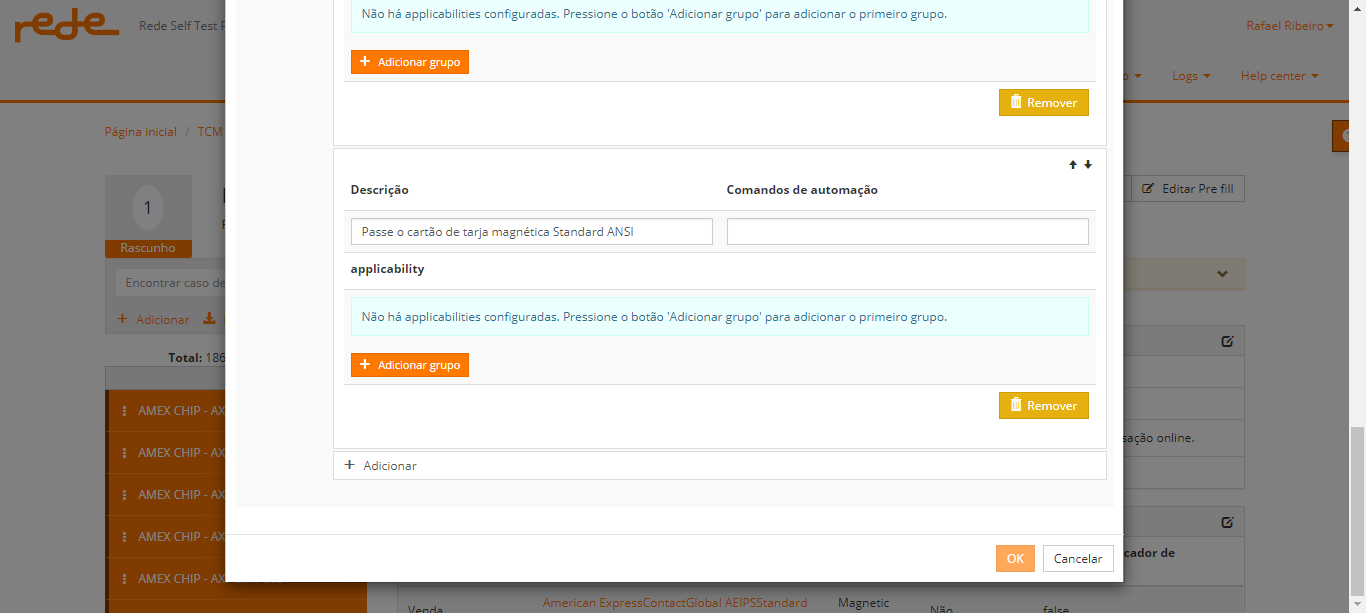 rede
Rede Self Test P
Rafael Ribeiro
Logs
Help center
Não há applicabilities configuradas. Pressione o botão 'Adicionar grupo' para adicionar o primeiro grupo.
+ Adicionar grupo
Remover
Página inicial / TCM
1
Rascunho
Editar Pre fill
Descrição
Comandos de automação
Passe o cartão de tarja magnética Standard ANSI
applicability
Encontrar caso de
+ Adicionar
Não há applicabilities configuradas. Pressione o botão 'Adicionar grupo' para adicionar o primeiro grupo.
+ Adicionar grupo
Total: 186
Remover
AMEX CHIP - AX
AMEX CHIP - AX
AMEX CHIP - AX
AMEX CHIP - AX
AMEX CHIP - AX
sação online.
+ Adicionar
OK
Cancelar
cador de
Venda
American ExpressContactGlobal AEIPSStandard
Magnetic
Não
false